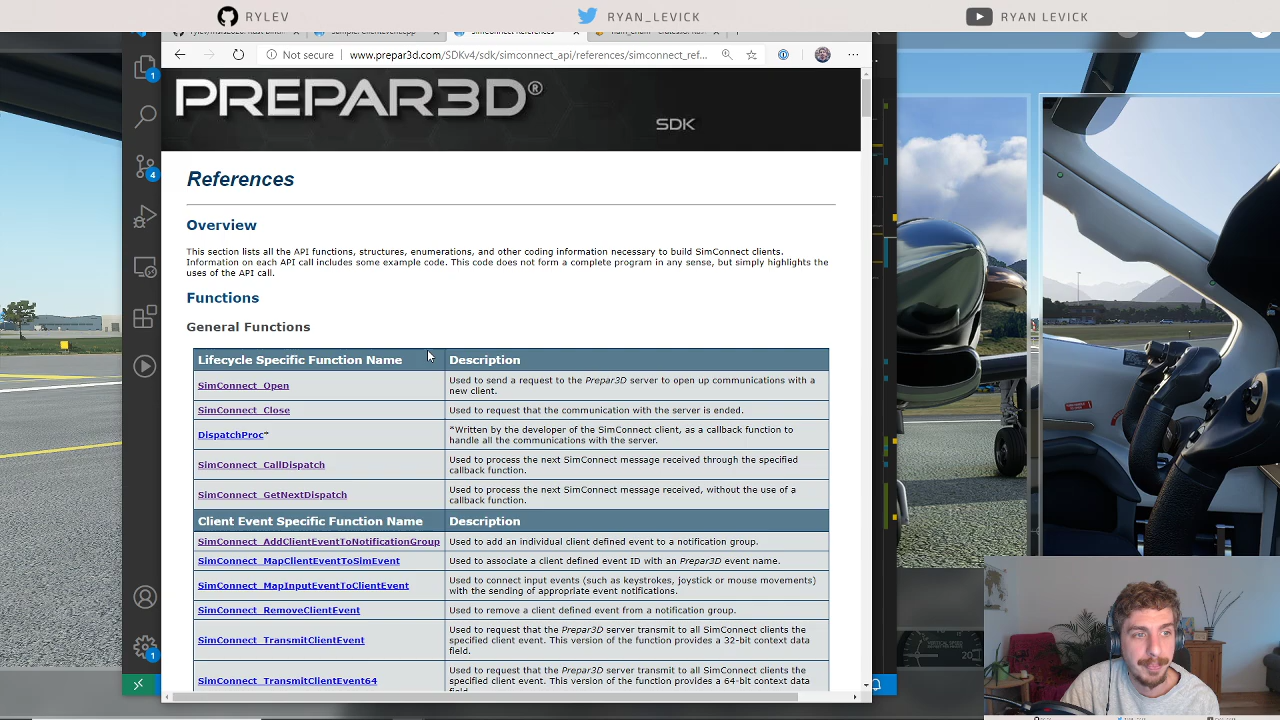 RYLEV
RYAN_LEVICK
RYAN LEVICK
Not secure
www.prepar3d.com/SDKv4/sdk/simconnect_api/references/simconnect_ref...
PREPAR3D®
SDK
References
Overview
This section lists all the API functions, structures, enumerations, and other coding information necessary to build SimConnect clients.
Information on each API call includes some example code. This code does not form a complete program in any sense, but simply highlights the
uses of the API call.
Functions
General Functions
Lifecycle Specific Function Name Description
SimConnect_Open Used to send a request to the Prepar3D server to open up communications with a
new client.
SimConnect_Close Used to request that the communication with the server is ended.
DispatchProc* *Written by the developer of the SimConnect client, as a callback function to
handle all the communications with the server.
SimConnect_CallDispatch Used to process the next SimConnect message received through the specified
callback function.
SimConnect_GetNextDispatch Used to process the next SimConnect message received, without the use of a
callback function.
Client Event Specific Function Name Description
SimConnect_AddClientEventToNotificationGroup Used to add an individual client defined event to a notification group.
SimConnect_MapClientEventToSimEvent Used to associate a client defined event ID with an Prepar3D event name.
SimConnect_MapInputEventToClientEvent Used to connect input events (such as keystrokes, joystick or mouse movements)
with the sending of appropriate event notifications.
SimConnect_RemoveClientEvent Used to remove a client defined event from a notification group.
SimConnect_TransmitClientEvent Used to request that the Prepar3D server transmit to all SimConnect clients the
specified client event. This version of the function provides a 32-bit context data
field.
SimConnect_TransmitClientEvent64 Used to request that the Prepar3D server transmit to all SimConnect clients the
specified client event. This version of the function provides a 64-bit context data
1
4
1
20